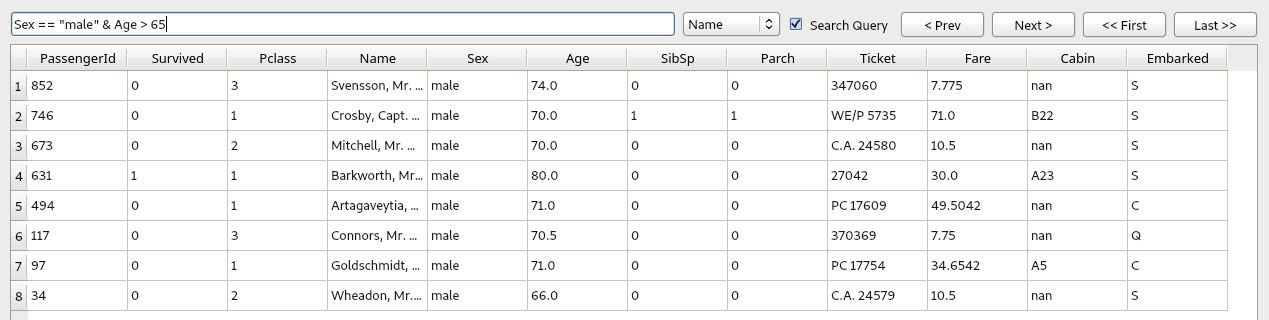 Sex == "male" & Age > 65 Name Search Query < Prev Next > << First Last >>
PassengerId Survived Pclass Name Sex Age SibSp Parch Ticket Fare Cabin Embarked
1 852 0 3 Svensson, Mr. ... male 74.0 0 0 347060 7.775 nan S
2 746 0 1 Crosby, Capt. ... male 70.0 1 1 WE/P 5735 71.0 B22 S
3 673 0 2 Mitchell, Mr. ... male 70.0 0 0 C.A. 24580 10.5 nan S
4 631 1 1 Barkworth, Mr... male 80.0 0 0 27042 30.0 A23 S
5 494 0 1 Artagaveytia, ... male 71.0 0 0 PC 17609 49.5042 nan C
6 117 0 3 Connors, Mr. ... male 70.5 0 0 370369 7.75 nan Q
7 97 0 1 Goldschmidt, ... male 71.0 0 0 PC 17754 34.6542 A5 C
8 34 0 2 Wheadon, Mr.... male 66.0 0 0 C.A. 24579 10.5 nan S